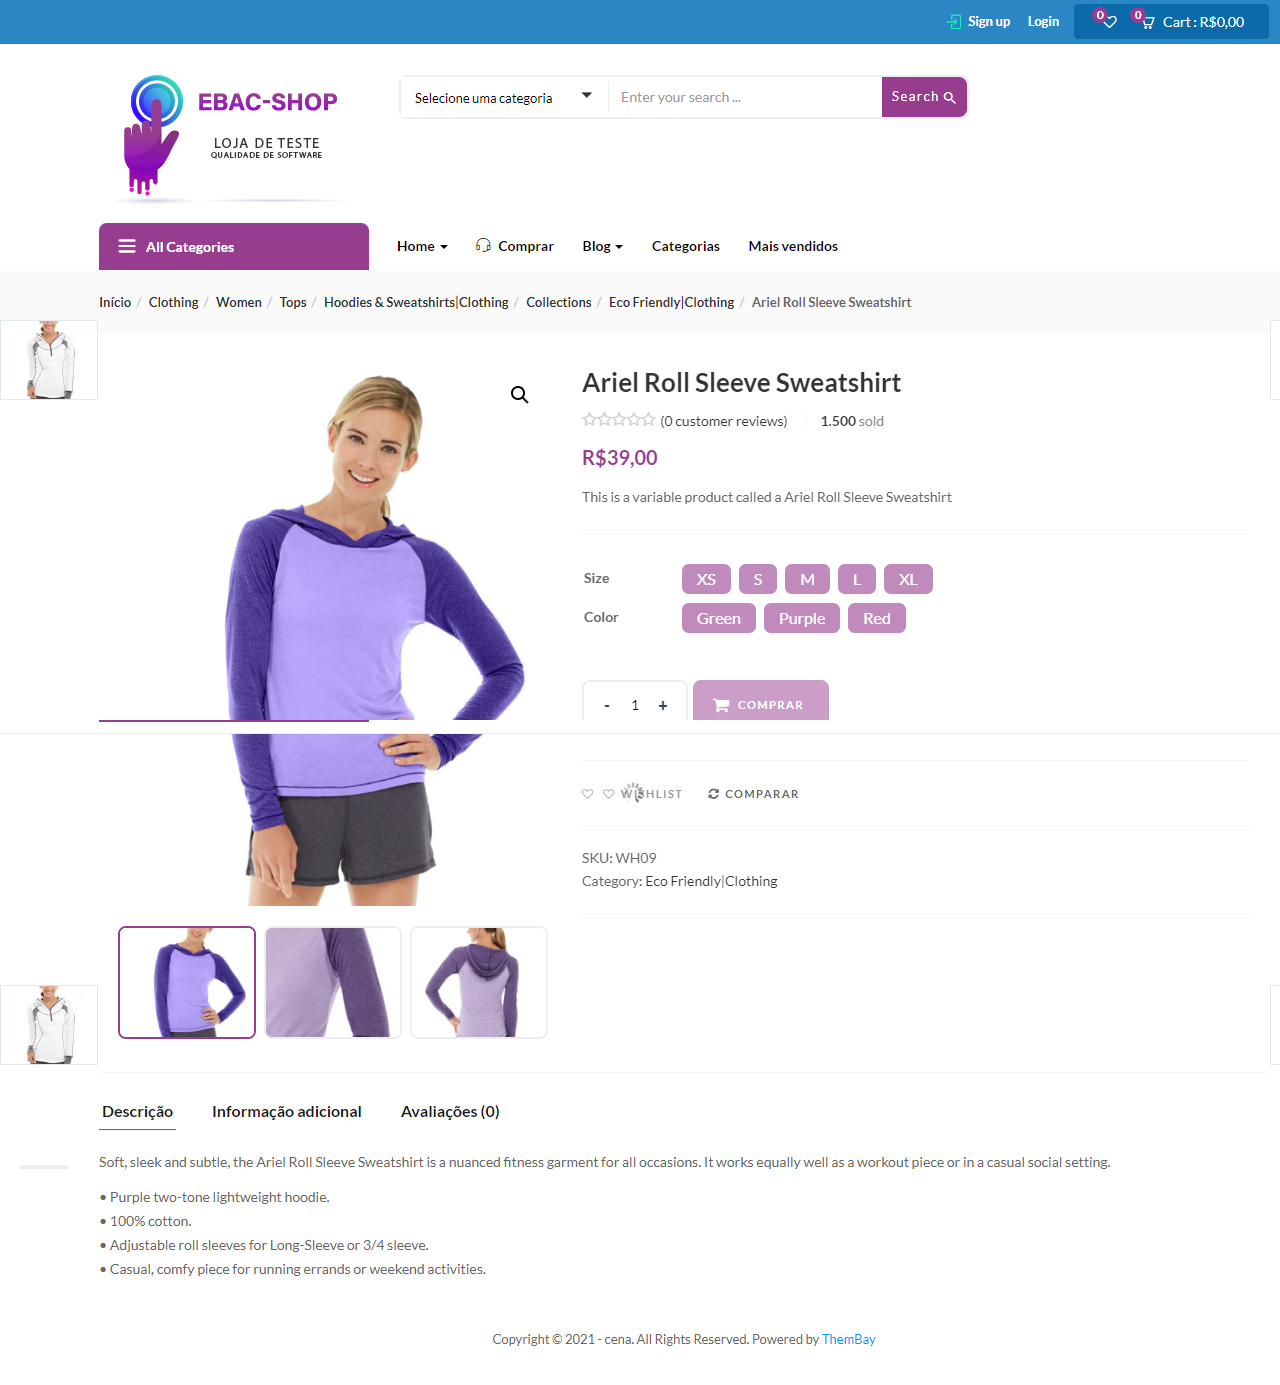 Sign up
Login
0
0
Cart : R$0,00
EBAC-SHOP
LOJA DE TESTE
QUALIDADE DE SOFTWARE
Selecione uma categoria
Enter your search ...
Search
All Categories
Home
Comprar
Blog
Categorias
Mais vendidos
Início / Clothing / Women / Tops / Hoodies & Sweatshirts|Clothing / Collections / Eco Friendly|Clothing / Ariel Roll Sleeve Sweatshirt
Ariel Roll Sleeve Sweatshirt
(0 customer reviews)
1.500 sold
R$39,00
This is a variable product called a Ariel Roll Sleeve Sweatshirt
Size
XS
S
M
L
XL
Color
Green
Purple
Red
- 1 +
COMPRAR
WISHLIST
COMPARAR
SKU: WH09
Category: Eco Friendly|Clothing
Descrição
Informação adicional
Avaliações (0)
Soft, sleek and subtle, the Ariel Roll Sleeve Sweatshirt is a nuanced fitness garment for all occasions. It works equally well as a workout piece or in a casual social setting.
• Purple two-tone lightweight hoodie.
• 100% cotton.
• Adjustable roll sleeves for Long-Sleeve or 3/4 sleeve.
• Casual, comfy piece for running errands or weekend activities.
Copyright © 2021 - cena. All Rights Reserved. Powered by ThemBay